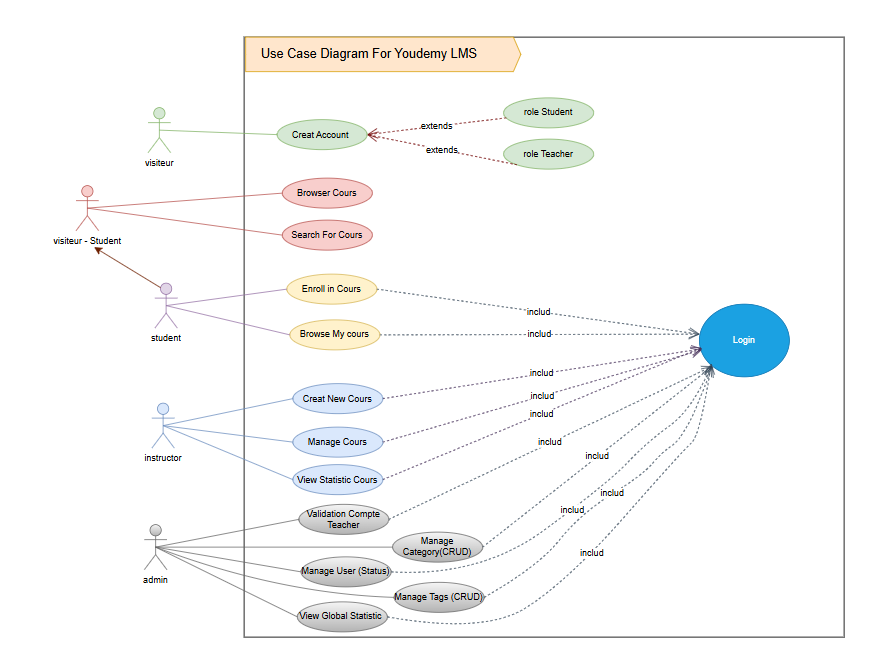 Use Case Diagram For Youdemy LMS
role Student
extends
Creat Account
visiteur
extends
role Teacher
Browser Cours
Search For Cours
visiteur - Student
Enroll in Cours
includ
Browse My cours
includ
Login
student
includ
Creat New Cours
includ
includ
Manage Cours
includ
instructor
includ
View Statistic Cours
includ
Validation Compte
Teacher
includ
Manage
Category(CRUD)
includ
Manage User (Status)
admin
Manage Tags (CRUD)
View Global Statistic